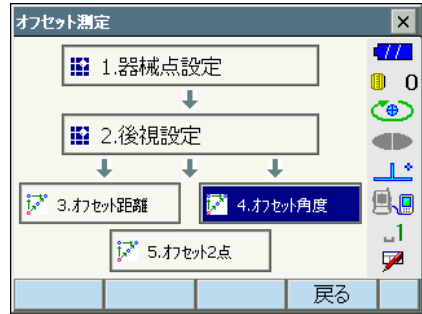 オフセット測定
1.器械点設定
0
2.後視設定
3.オフセット距離
4.オフセット角度
1
5.オフセット2点
戻る